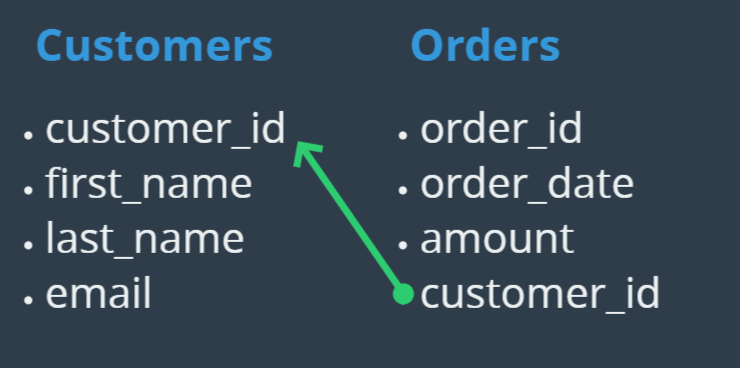 Customers
• customer_id
• first_name
• last_name
• email
Orders
• order_id
• order_date
• amount
customer_id